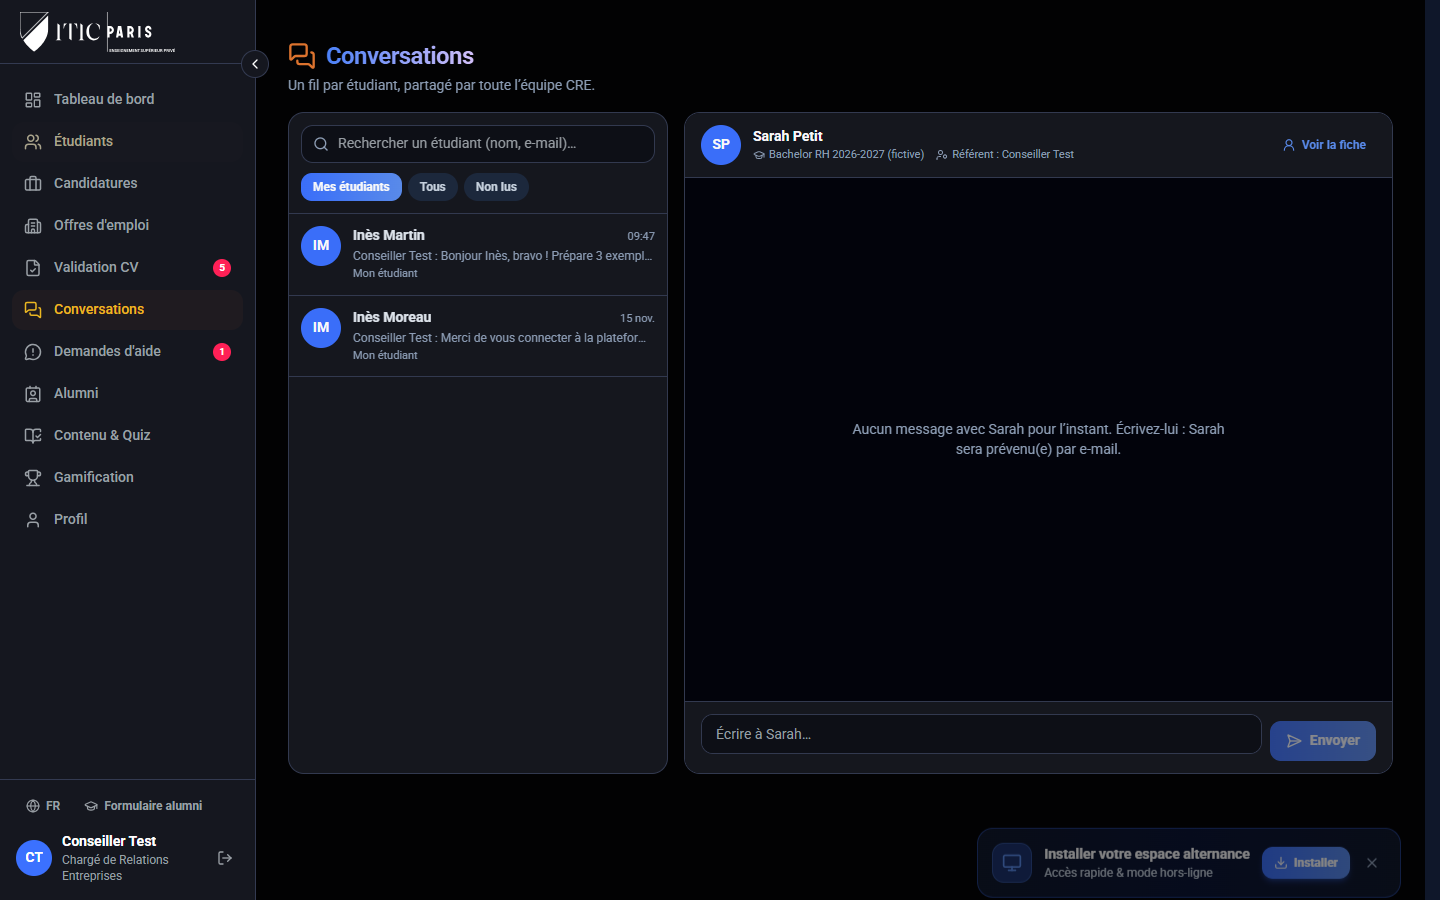 ITIC PARIS
ENSEIGNEMENT SUPÉRIEUR PRIVÉ
Tableau de bord
Étudiants
Candidatures
Offres d'emploi
Validation CV 5
Conversations
Demandes d'aide 1
Alumni
Contenu & Quiz
Gamification
Profil
FR Formulaire alumni
CT
Conseiller Test
Chargé de Relations
Entreprises
Conversations
Un fil par étudiant, partagé par toute l’équipe CRE.
Rechercher un étudiant (nom, e-mail)…
Mes étudiants Tous Non lus
IM
Inès Martin 09:47
Conseiller Test : Bonjour Inès, bravo ! Prépare 3 exempl…
Mon étudiant
IM
Inès Moreau 15 nov.
Conseiller Test : Merci de vous connecter à la platefor…
Mon étudiant
SP
Sarah Petit
Bachelor RH 2026-2027 (fictive) Référent : Conseiller Test
Voir la fiche
Aucun message avec Sarah pour l’instant. Écrivez-lui : Sarah
sera prévenu(e) par e-mail.
Écrire à Sarah…
Envoyer
Installer votre espace alternance
Accès rapide & mode hors-ligne
Installer